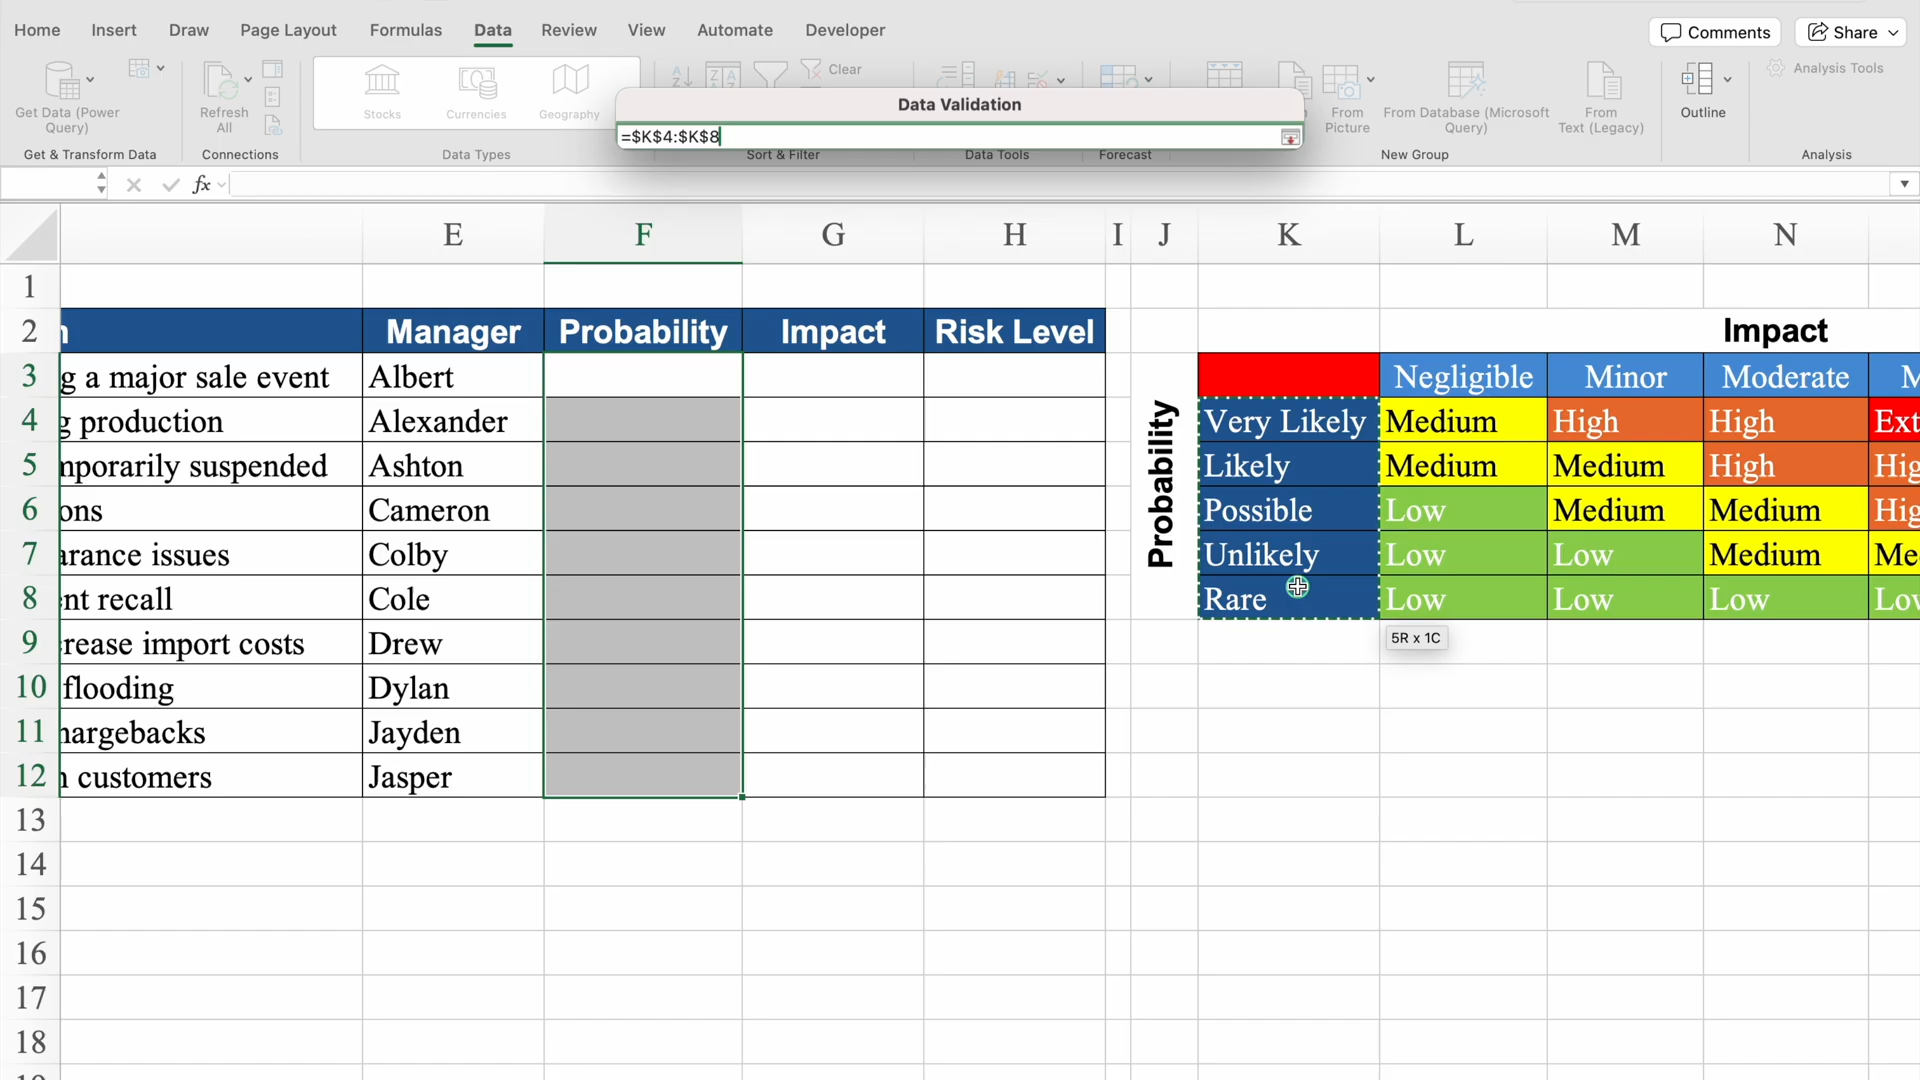 Home Insert Draw Page Layout Formulas Data Review View Automate Developer Comments Share
Get Data (Power
Query)
Get & Transform Data
Refresh
All
Connections
Stocks Currencies Geography
Data Types
Clear
Sort & Filter
Data Tools
Forecast
From
Picture
From Database (Microsoft
Query)
From
Text (Legacy)
New Group
Outline
Analysis Tools
Analysis
Data Validation
=$K$4:$K$8
fx
E F G H I J K L M N
1
2 Manager Probability Impact Risk Level Impact
3 g a major sale event Albert Negligible Minor Moderate M
4 g production Alexander Very Likely Medium High High Ext
5 mporarily suspended Ashton Likely Medium Medium High Hig
6 ons Cameron Possible Low Medium Medium Hig
7 arance issues Colby Unlikely Low Low Medium Me
8 nt recall Cole Rare Low Low Low Lov
9 rease import costs Drew
10 flooding Dylan
11 hargebacks Jayden
12 customers Jasper
13
14
15
16
17
18
Probability
5R x 1C